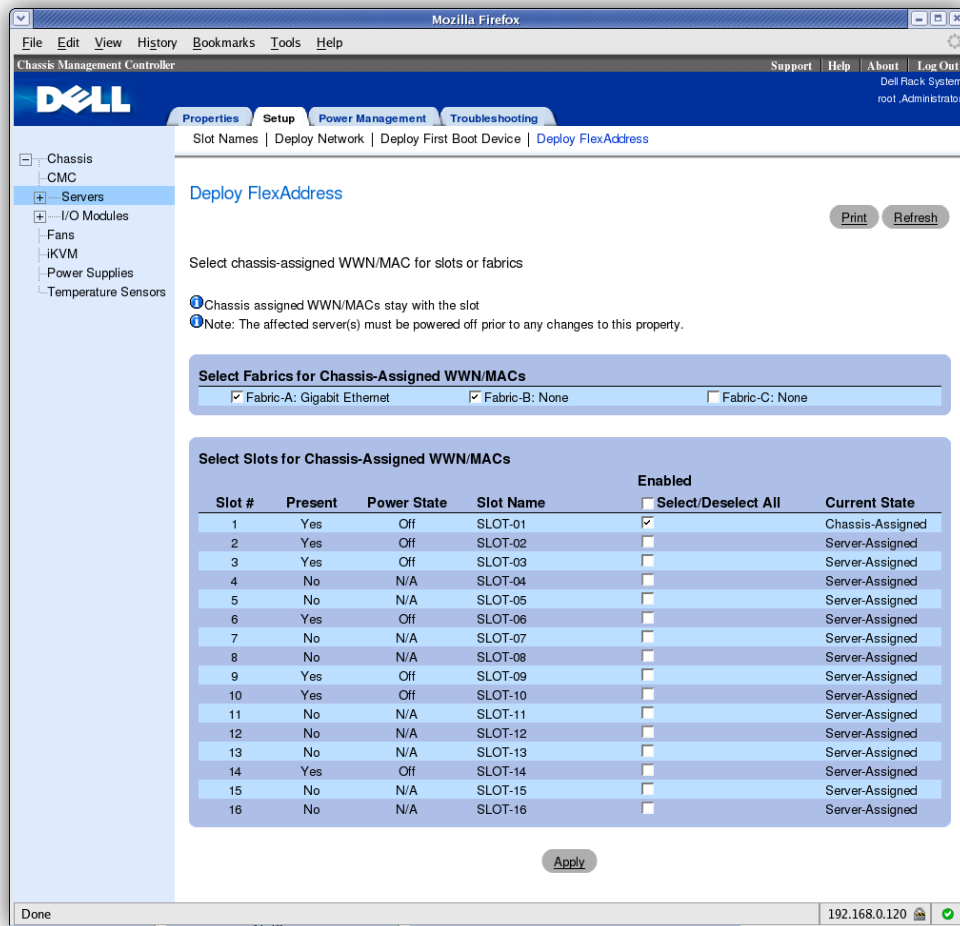 Mozilla Firefox
File Edit View History Bookmarks Tools Help
Chassis Management Controller Support Help About Log Out
DELL
Dell Rack System
root ,Administrator
Properties Setup Power Management Troubleshooting
Slot Names | Deploy Network | Deploy First Boot Device | Deploy FlexAddress
Chassis
CMC
Servers
I/O Modules
Fans
iKVM
Power Supplies
Temperature Sensors
Deploy FlexAddress
Print Refresh
Select chassis-assigned WWN/MAC for slots or fabrics
Chassis assigned WWN/MACs stay with the slot
Note: The affected server(s) must be powered off prior to any changes to this property.
Select Fabrics for Chassis-Assigned WWN/MACs
Fabric-A: Gigabit Ethernet Fabric-B: None Fabric-C: None
Select Slots for Chassis-Assigned WWN/MACs
Enabled
Slot # Present Power State Slot Name Select/Deselect All Current State
1 Yes Off SLOT-01 Chassis-Assigned
2 Yes Off SLOT-02 Server-Assigned
3 Yes Off SLOT-03 Server-Assigned
4 No N/A SLOT-04 Server-Assigned
5 No N/A SLOT-05 Server-Assigned
6 Yes Off SLOT-06 Server-Assigned
7 No N/A SLOT-07 Server-Assigned
8 No N/A SLOT-08 Server-Assigned
9 Yes Off SLOT-09 Server-Assigned
10 Yes Off SLOT-10 Server-Assigned
11 No N/A SLOT-11 Server-Assigned
12 No N/A SLOT-12 Server-Assigned
13 No N/A SLOT-13 Server-Assigned
14 Yes Off SLOT-14 Server-Assigned
15 No N/A SLOT-15 Server-Assigned
16 No N/A SLOT-16 Server-Assigned
Apply
Done 192.168.0.120